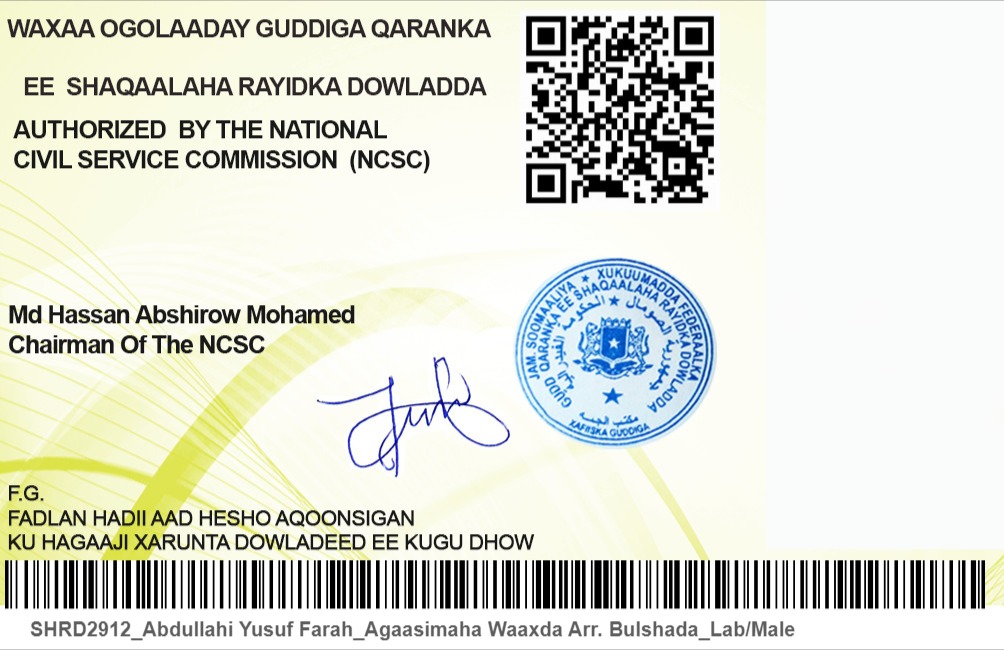 WAXAA OGOLAADAY GUDDIGA QARANKA
EE SHAQAALAHA RAYIDKA DOWLADDA
AUTHORIZED BY THE NATIONAL
CIVIL SERVICE COMMISSION (NCSC)
Md Hassan Abshirow Mohamed
Chairman Of The NCSC
JAM. SOOMAALIYA ★ XUKUUMADDA FEDERAALKA
GUDD QARANKA EE SHAQAALAHA RAYIDKA DOWLADDA
XAFIISKA GUDDIGA
F.G.
FADLAN HADII AAD HESHO AQOONSIGAN
KU HAGAAJI XARUNTA DOWLADEED EE KUGU DHOW
SHRD2912_Abdullahi Yusuf Farah_Agaasimaha Waaxda Arr. Bulshada_Lab/Male